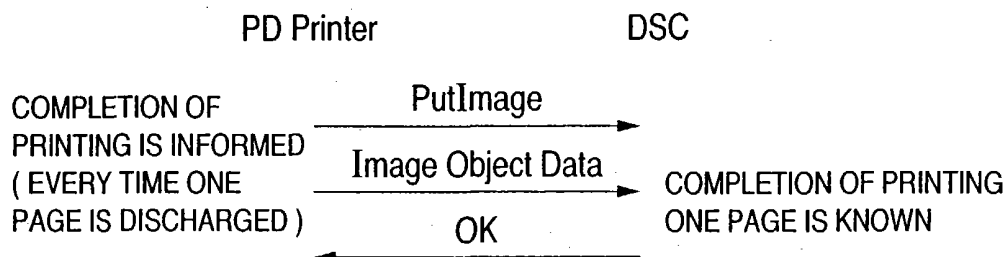 PD Printer DSC
PutImage
COMPLETION OF
PRINTING IS INFORMED
( EVERY TIME ONE
PAGE IS DISCHARGED )
Image Object Data
COMPLETION OF PRINTING
ONE PAGE IS KNOWN
OK